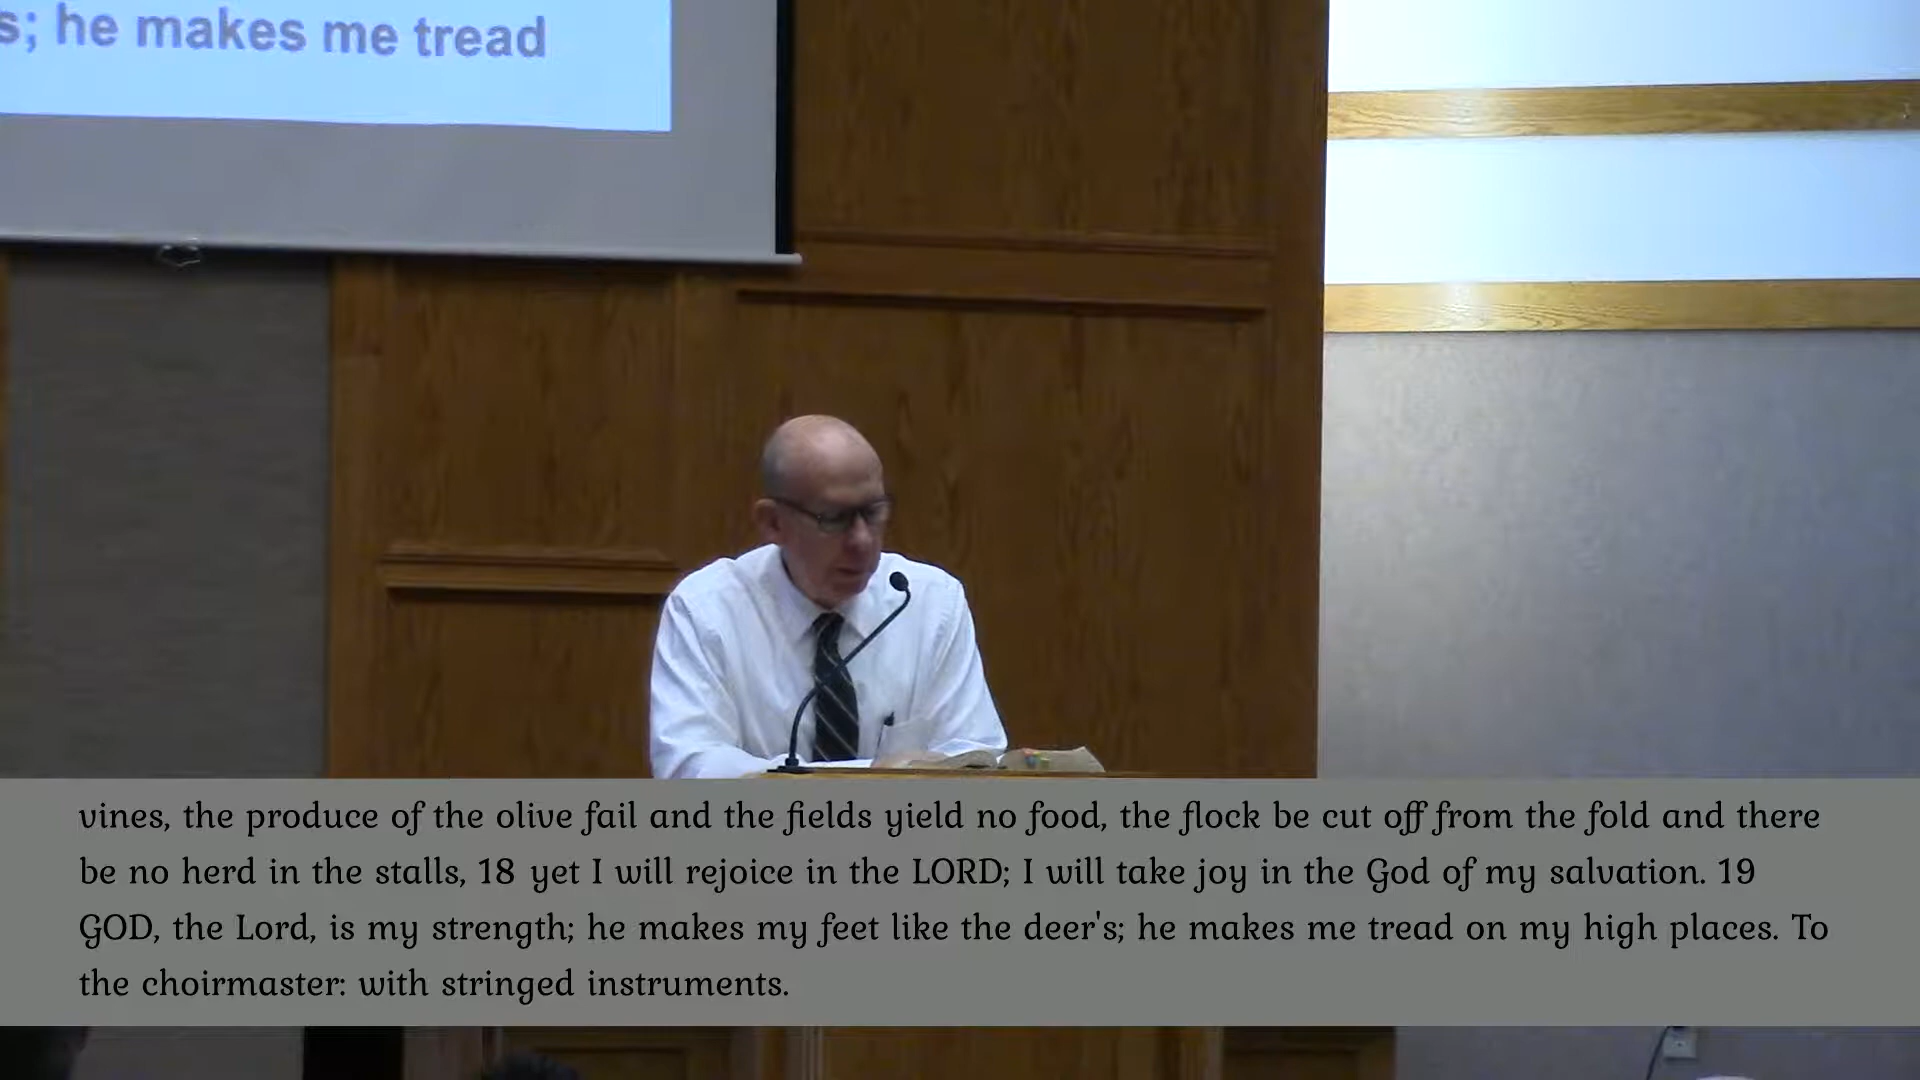 s; he makes me tread
vines, the produce of the olive fail and the fields yield no food, the flock be cut off from the fold and there
be no herd in the stalls, 18 yet I will rejoice in the LORD; I will take joy in the God of my salvation. 19
GOD, the Lord, is my strength; he makes my feet like the deer's; he makes me tread on my high places. To
the choirmaster: with stringed instruments.